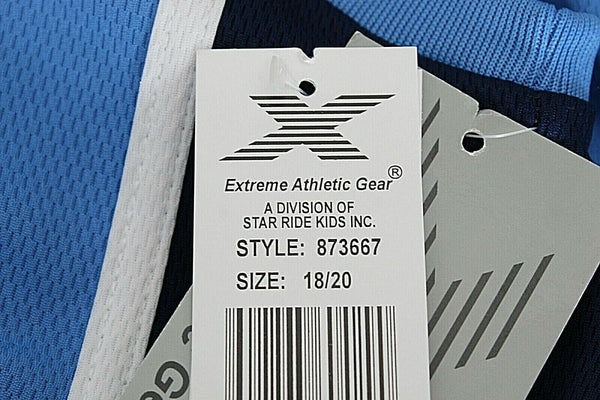 Extreme Athletic Gear®
A DIVISION OF
STAR RIDE KIDS INC.
STYLE: 873667
SIZE: 18/20